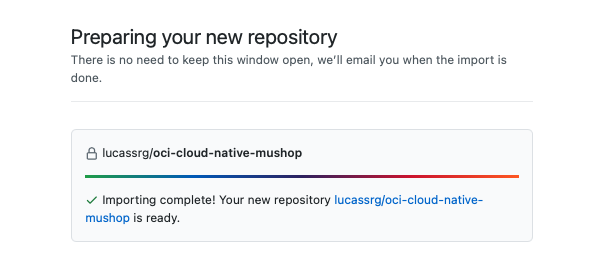 Preparing your new repository
There is no need to keep this window open, we’ll email you when the import is
done.
lucassrg/oci-cloud-native-mushop
Importing complete! Your new repository lucassrg/oci-cloud-native-
mushop is ready.